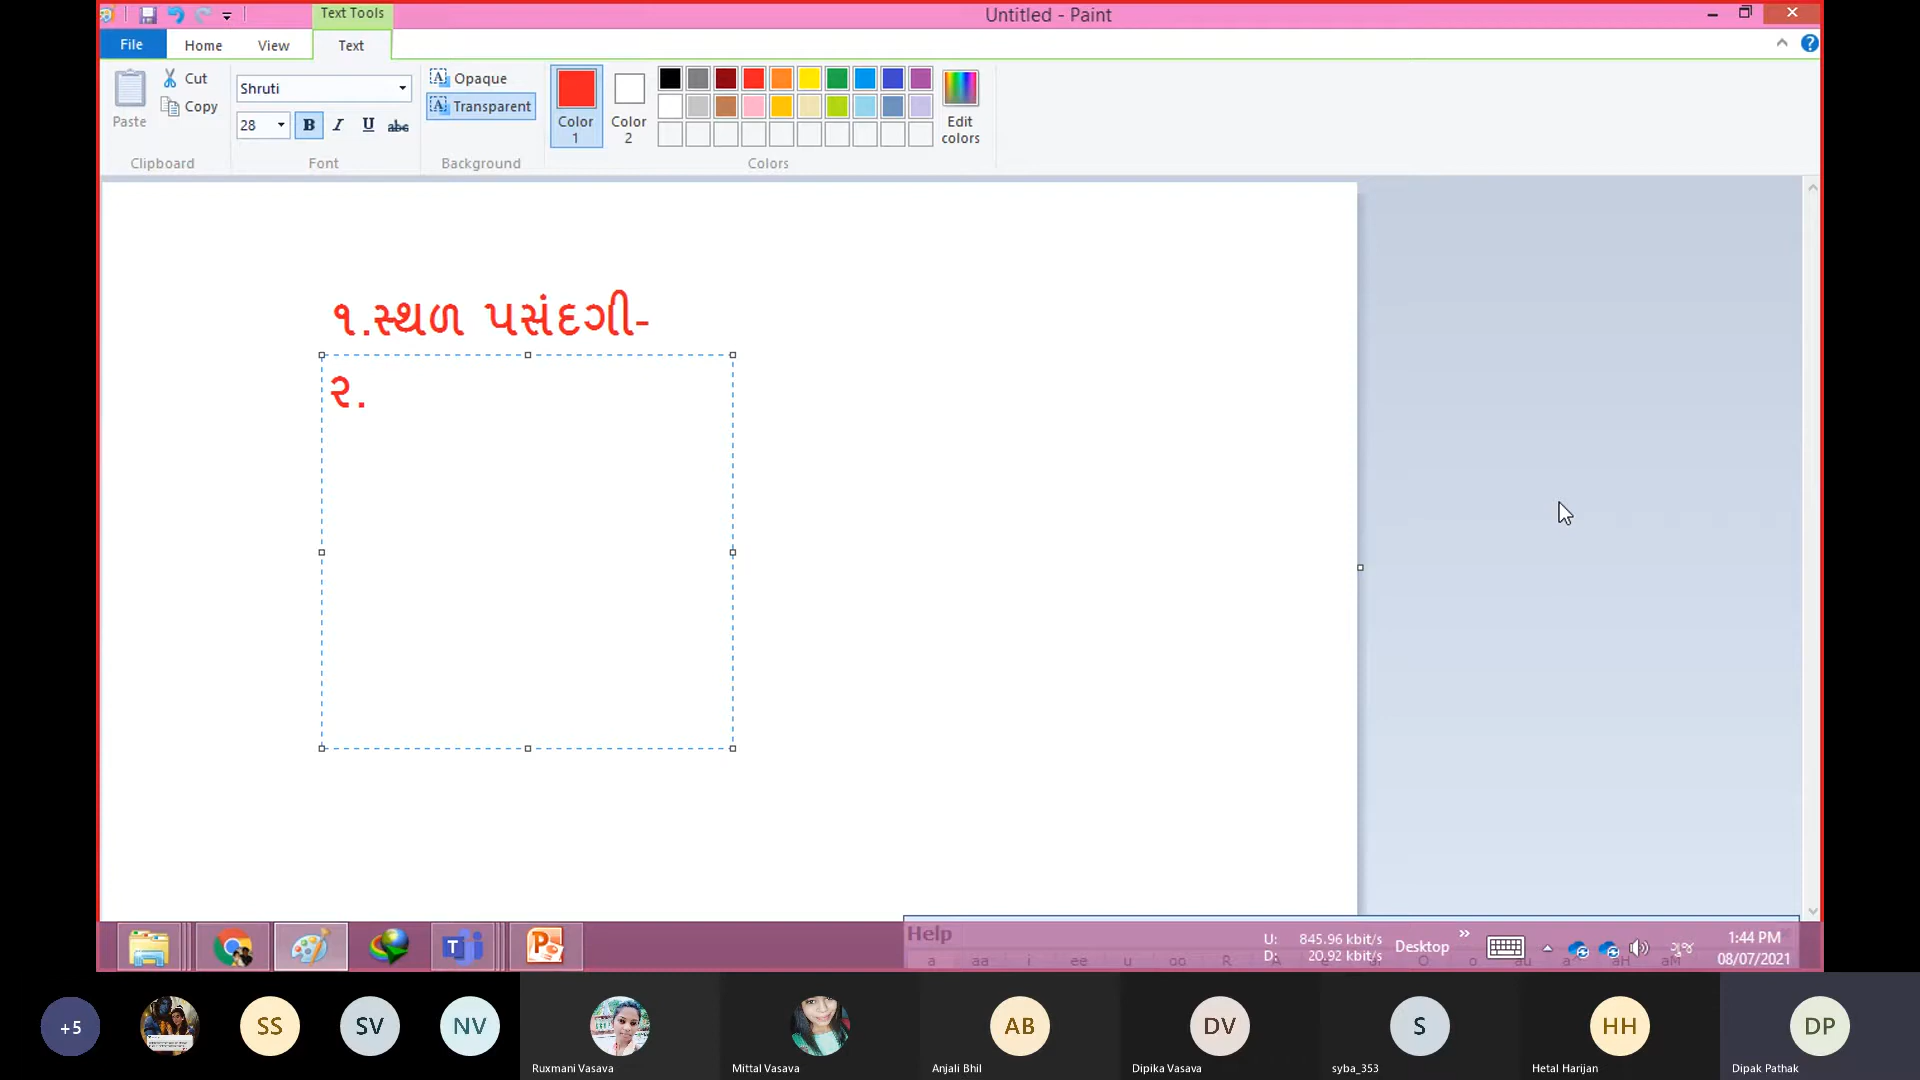 Text Tools
Untitled - Paint
File Home View Text
Cut
Copy
Paste
Clipboard
Shruti
28 B I U abc
Font
Opaque
Transparent
Background
Color 1
Color 2
Edit colors
Colors
૧.સ્થળ પસંદગી-
૨.
Help
U: 845.96 kbit/s
D: 20.92 kbit/s
Desktop
ગુજ
1:44 PM
08/07/2021
+5
SS
SV
NV
AB
DV
S
HH
DP
Ruxmani Vasava
Mittal Vasava
Anjali Bhil
Dipika Vasava
syba_353
Hetal Harijan
Dipak Pathak